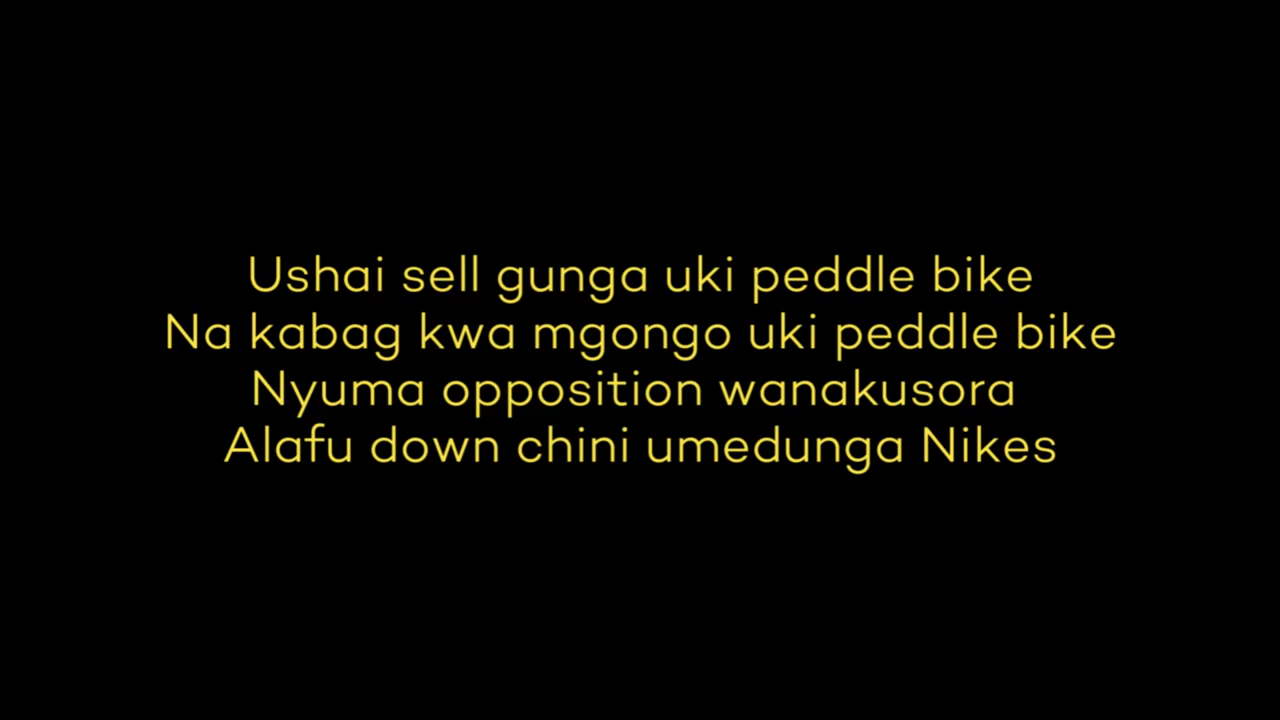 Ushai sell gunga uki peddle bike
Na kabag kwa mgongo uki peddle bike
Nyuma opposition wanakusora
Alafu down chini umedunga Nikes